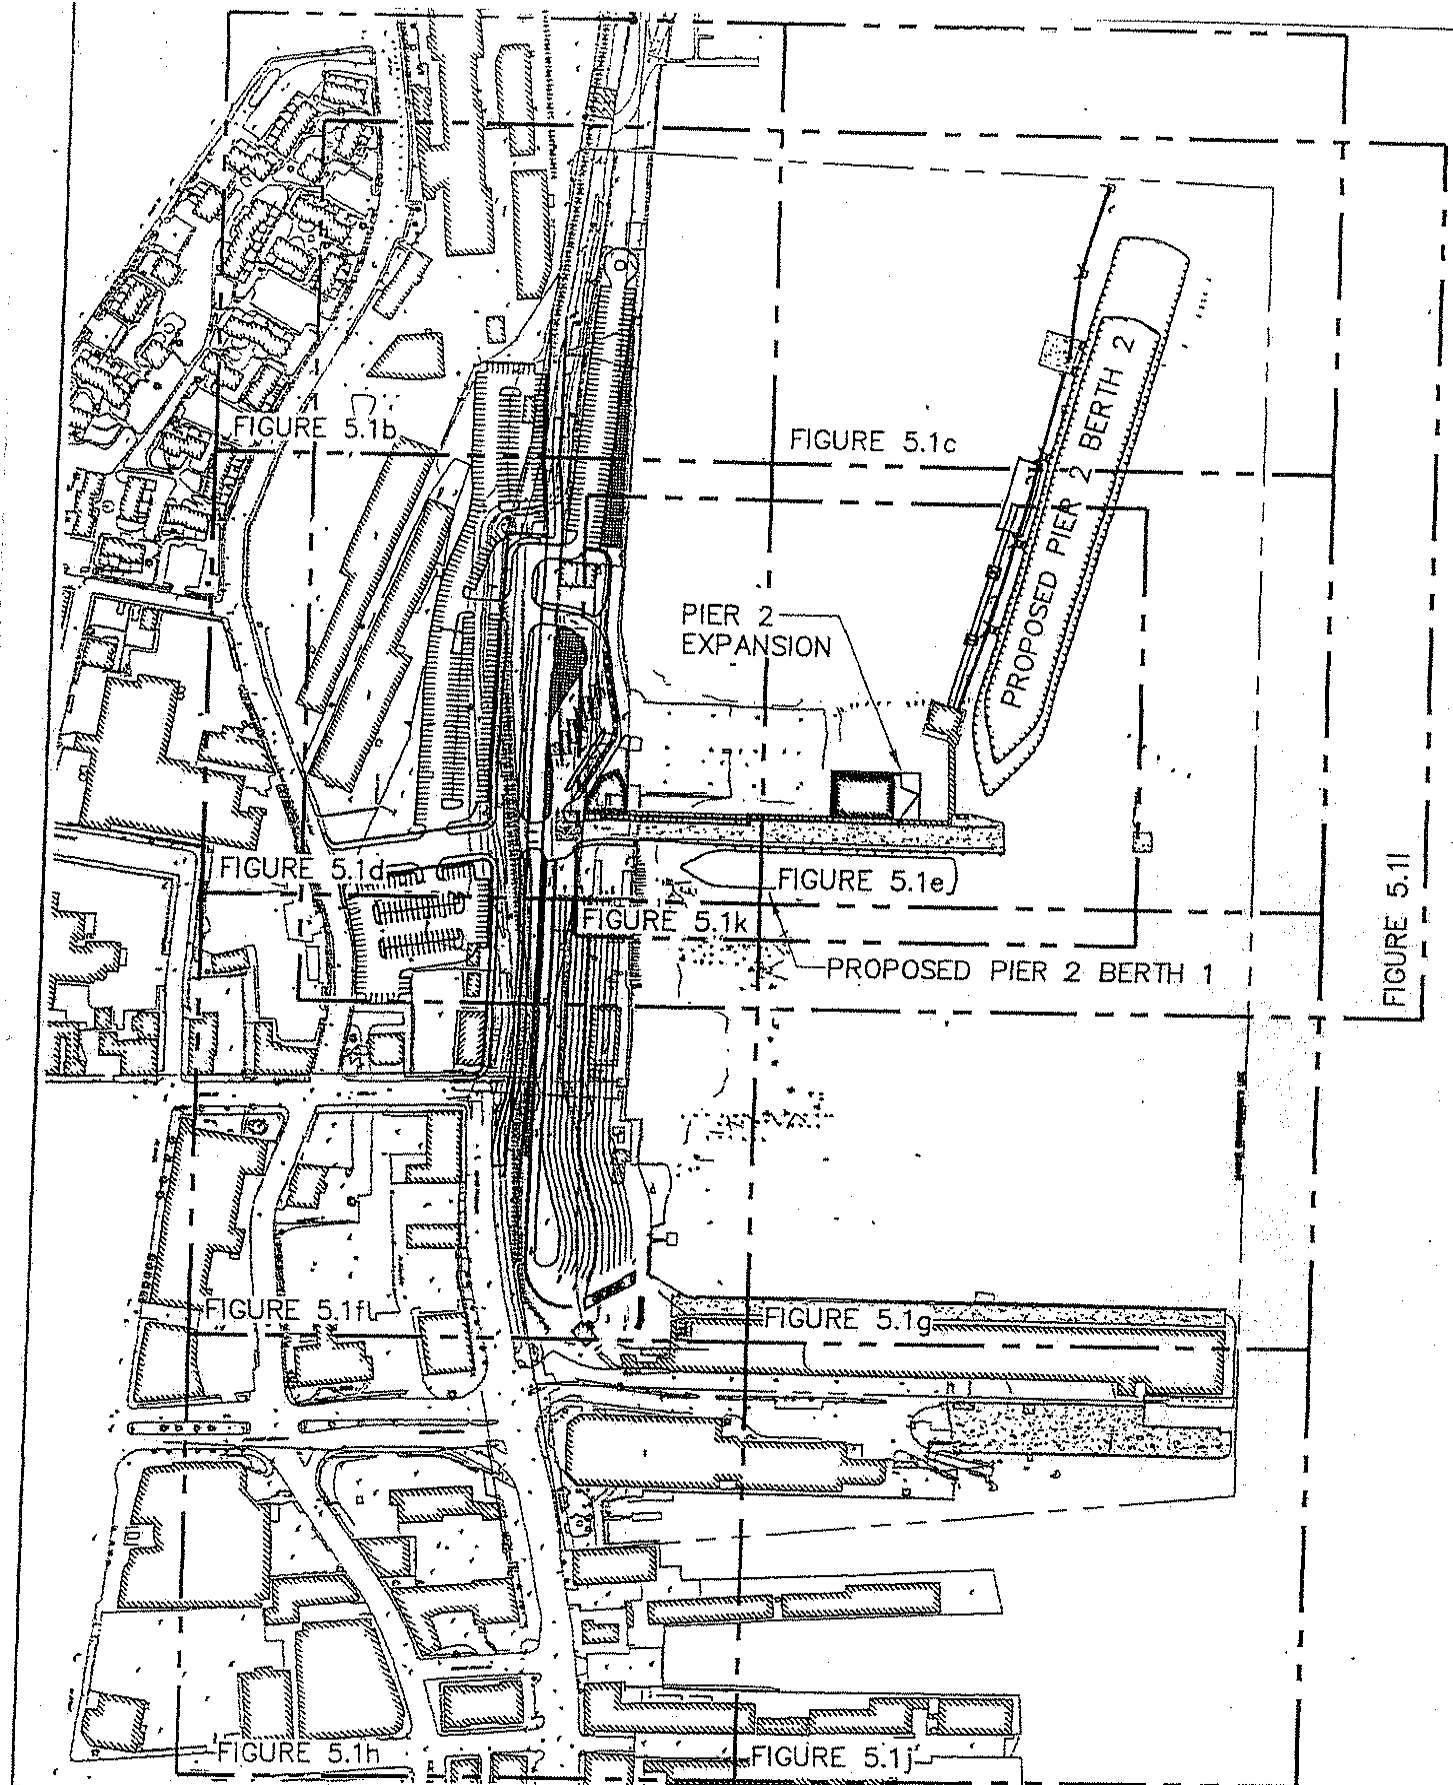 FIGURE 5.1b
FIGURE 5.1c
PROPOSED PIER 2 BERTH 2
PIER 2
EXPANSION
FIGURE 5.1d
FIGURE 5.1e
FIGURE 5.1k
PROPOSED PIER 2 BERTH 1
FIGURE 5.1l
FIGURE 5.1f
FIGURE 5.1g
FIGURE 5.1h
FIGURE 5.1j